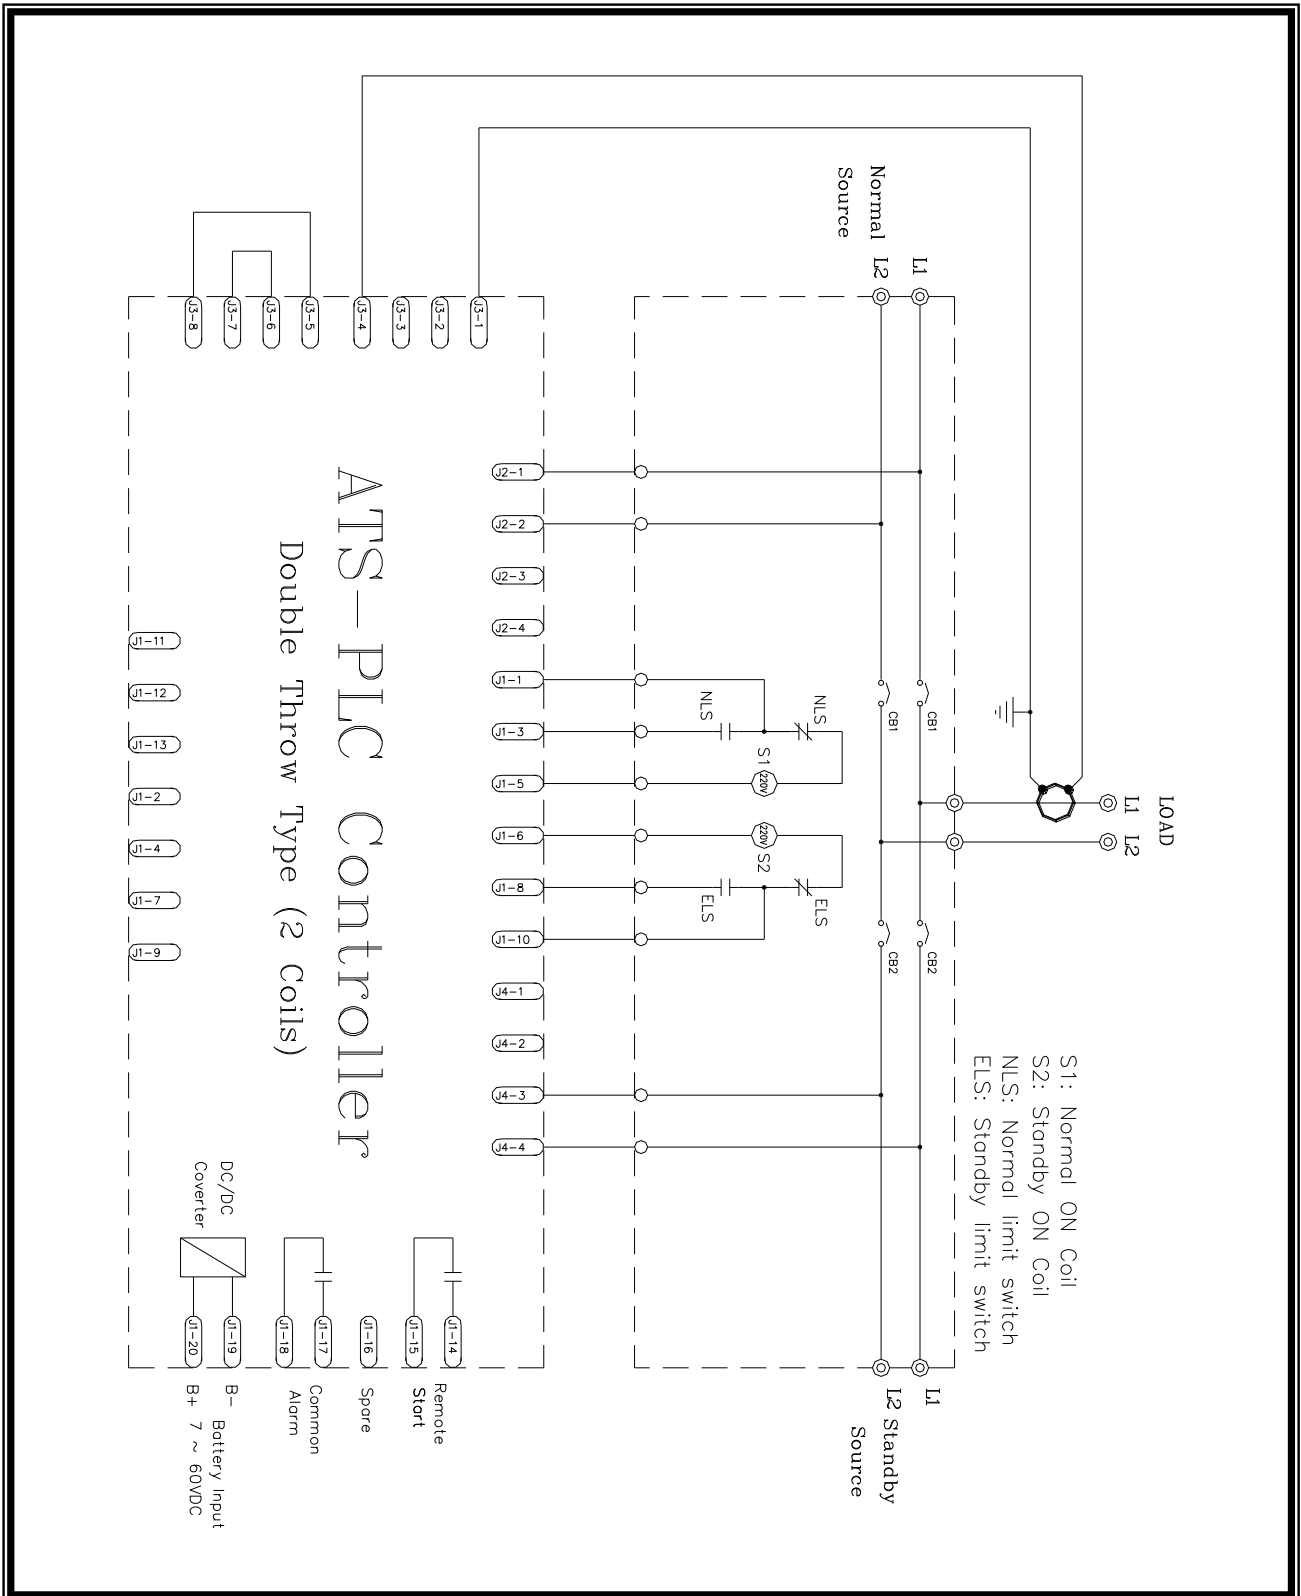 LOAD
L1
L2
Normal
Source
L1
L2
CB1
CB1
CB2
CB2
L1
L2 Standby
Source
S1: Normal ON Coil
S2: Standby ON Coil
NLS: Normal limit switch
ELS: Standby limit switch
NLS
NLS
S1
220V
220V
S2
ELS
ELS
J2-1
J2-2
J2-3
J2-4
J1-1
J1-3
J1-5
J1-6
J1-8
J1-10
J4-1
J4-2
J4-3
J4-4
J3-1
J3-2
J3-3
J3-4
J3-5
J3-6
J3-7
J3-8
ATS-PLC Controller
Double Throw Type (2 Coils)
J1-14
J1-15
Remote
Start
J1-16
Spare
J1-17
J1-18
Common
Alarm
DC/DC
Coverter
J1-19
J1-20
B- Battery Input
B+ 7 ~ 60VDC
J1-11
J1-12
J1-13
J1-2
J1-4
J1-7
J1-9